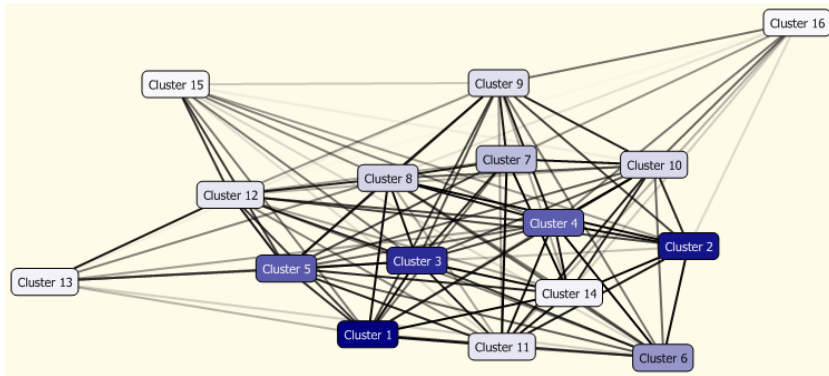 Cluster 16
Cluster 15
Cluster 9
Cluster 7
Cluster 10
Cluster 8
Cluster 12
Cluster 4
Cluster 2
Cluster 3
Cluster 5
Cluster 13
Cluster 14
Cluster 1
Cluster 11
Cluster 6